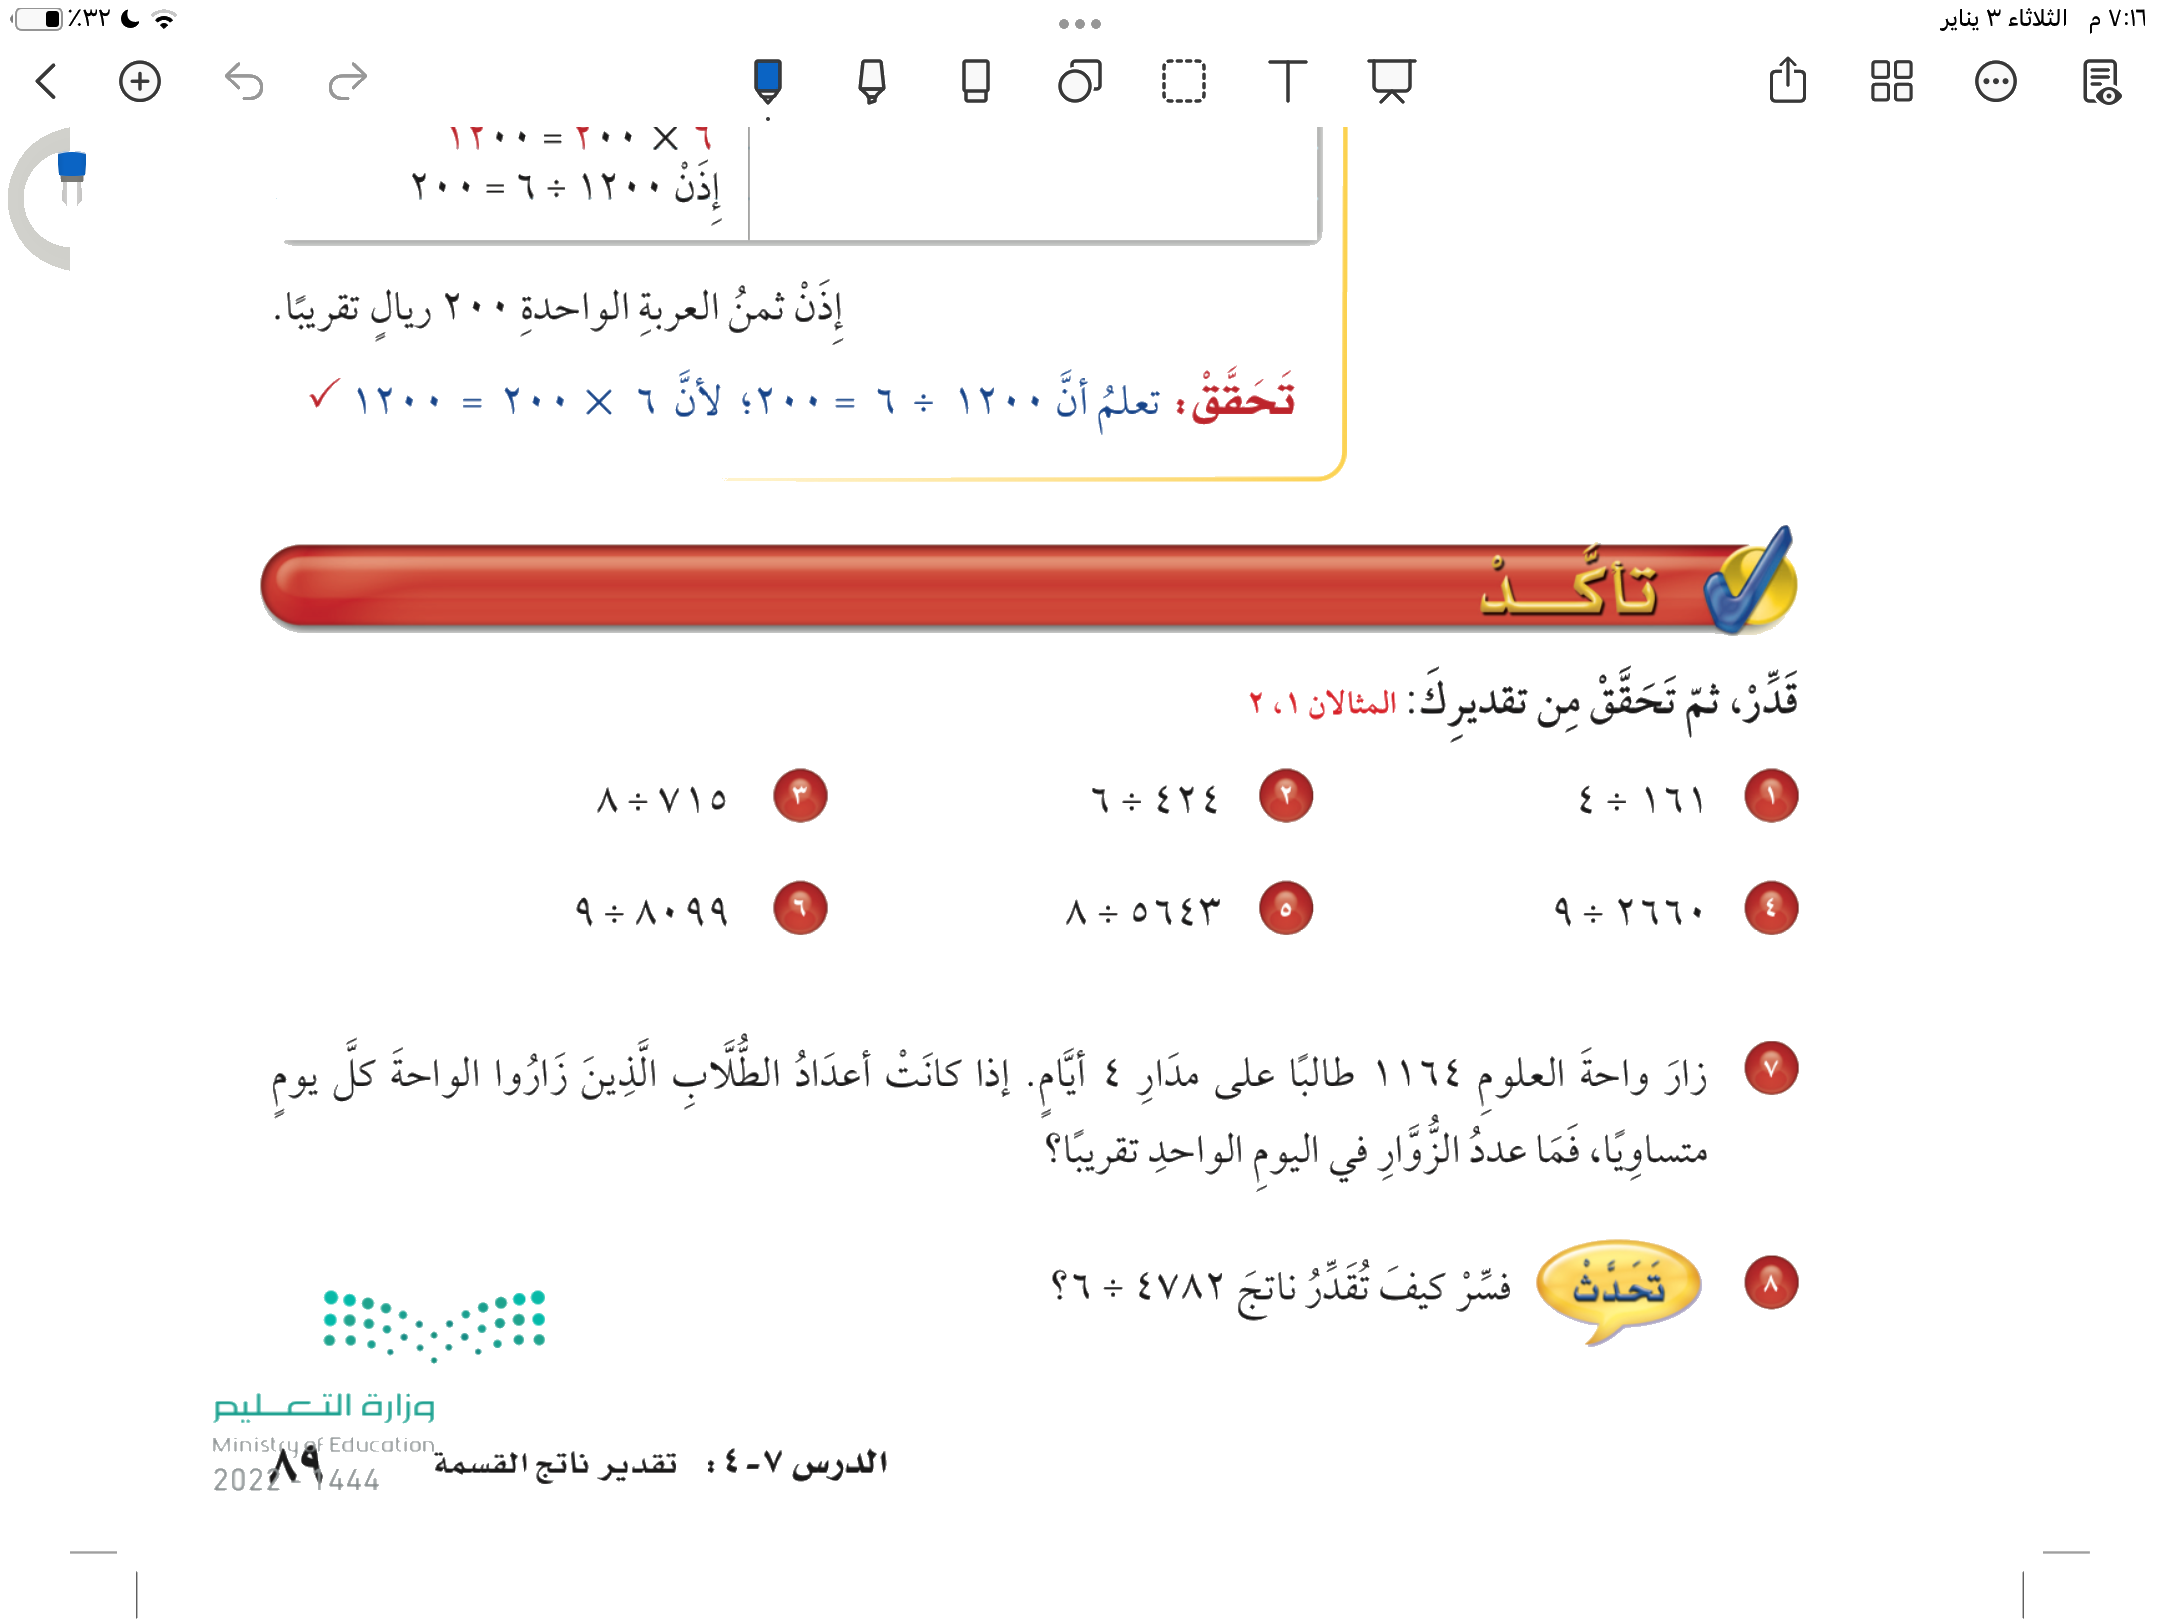 ٧:١٦ م الثلاثاء ٣ يناير ٪٣٢
٦ × ٢٠٠ = ١٢٠٠
إِذَنْ ١٢٠٠ ÷ ٦ = ٢٠٠
إِذَنْ ثمنُ العربةِ الواحدةِ ٢٠٠ ريالٍ تقريبًا.
تَحَقَّقْ: تعلمُ أنَّ ١٢٠٠ ÷ ٦ = ٢٠٠؛ لأنَّ ٦ × ٢٠٠ = ١٢٠٠ ✓
تأكَّـــدْ
قَدِّرْ، ثمّ تَحَقَّقْ مِن تقديرِكَ: المثالان ١، ٢
١ ١٦١ ÷ ٤ ٢ ٤٢٤ ÷ ٦ ٣ ٧١٥ ÷ ٨
٤ ٢٦٦٠ ÷ ٩ ٥ ٥٦٤٣ ÷ ٨ ٦ ٨٠٩٩ ÷ ٩
٧ زارَ واحةَ العلومِ ١١٦٤ طالبًا على مدَارِ ٤ أيَّامٍ. إذا كانَتْ أعدَادُ الطُّلَّابِ الَّذِينَ زَارُوا الواحةَ كلَّ يومٍ
متساوِيًا، فَمَا عددُ الزُّوَّارِ في اليومِ الواحدِ تقريبًا؟
٨ تَحَدَّثْ فسِّرْ كيفَ تُقَدِّرُ ناتجَ ٤٧٨٢ ÷ ٦؟
وزارة التـعـلـيم
Ministry of Education
2022 - 1444
الدرس ٧-٤ : تقدير ناتج القسمة ٨٩